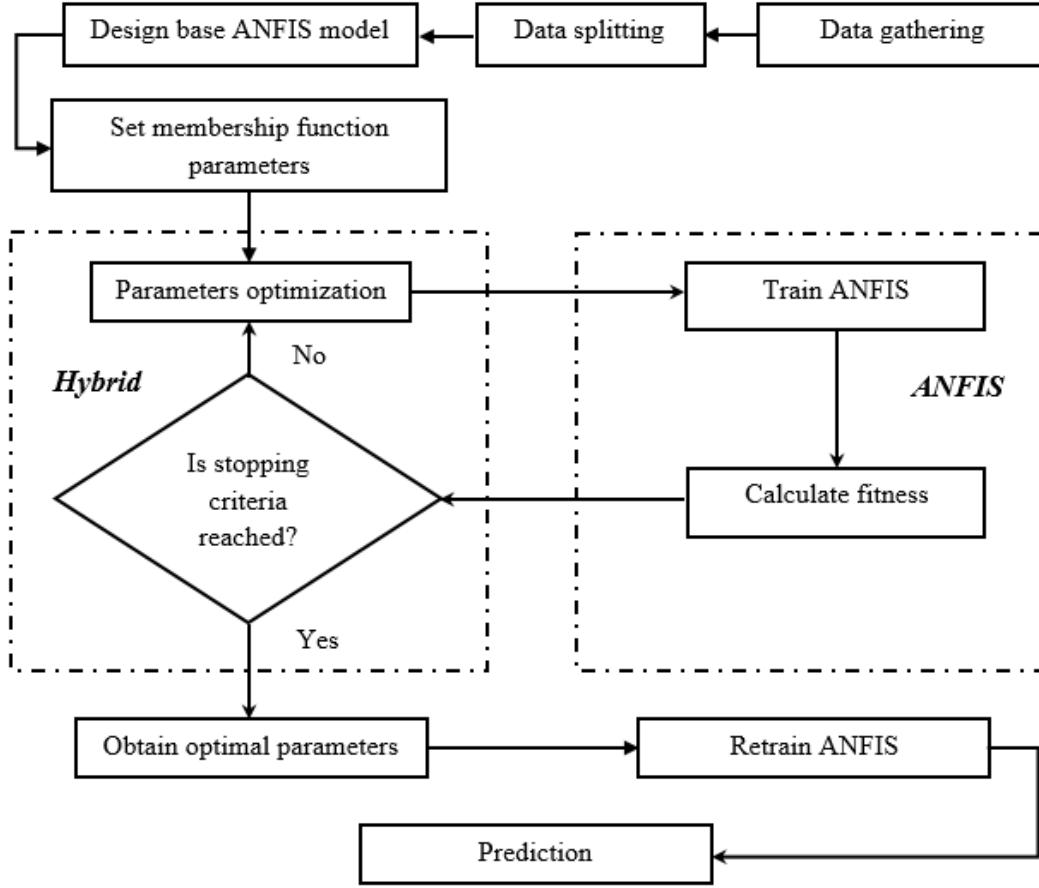 Design base ANFIS model
Data splitting
Data gathering
Set membership function
parameters
Parameters optimization
Train ANFIS
No
Hybrid
ANFIS
Is stopping
criteria
reached?
Calculate fitness
Yes
Obtain optimal parameters
Retrain ANFIS
Prediction